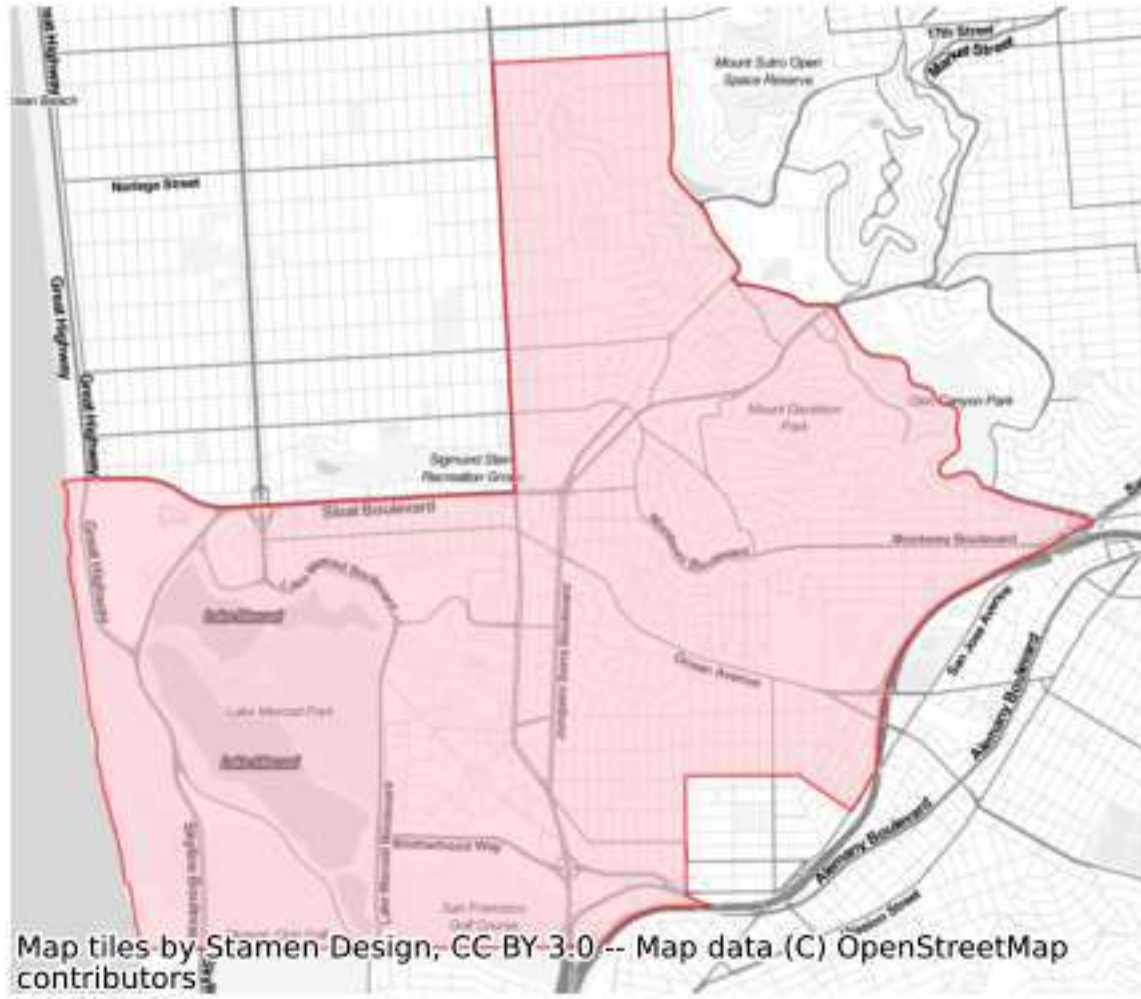 17th Street
Market Street
Mount Sutro Open
Space Reserve
Noriega Street
Great Highway
Great Highway
Glen Canyon Park
Mount Davidson
Park
Sigmund Stern
Recreation Grove
Sloat Boulevard
Great Highway
Monterey Boulevard
Lake Merced Boulevard
San Jose Avenue
Ocean Avenue
Junipero Serra Boulevard
Lake Merced Park
Alemany Boulevard
Alemany Boulevard
Brotherhood Way
Skyline Boulevard
Lake Merced Boulevard
San Francisco
Golf Course
Map tiles by Stamen Design, CC BY 3.0 -- Map data (C) OpenStreetMap
contributors